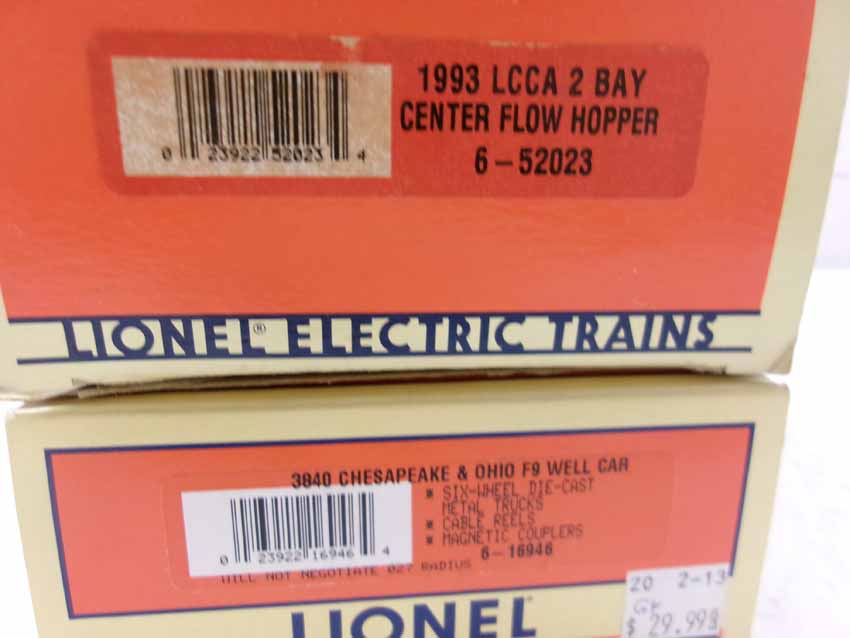 1993 LCCA 2 BAY
CENTER FLOW HOPPER
6-52023
0 23922 52023 4
LIONEL® ELECTRIC TRAINS
3840 CHESAPEAKE & OHIO F9 WELL CAR
SIX-WHEEL DIE-CAST
METAL TRUCKS
CABLE REELS
MAGNETIC COUPLERS
6-16946
0 23922 16946 4
WILL NOT NEGOTIATE 027 RADIUS
LIONEL
20 2-13
$ 29.99